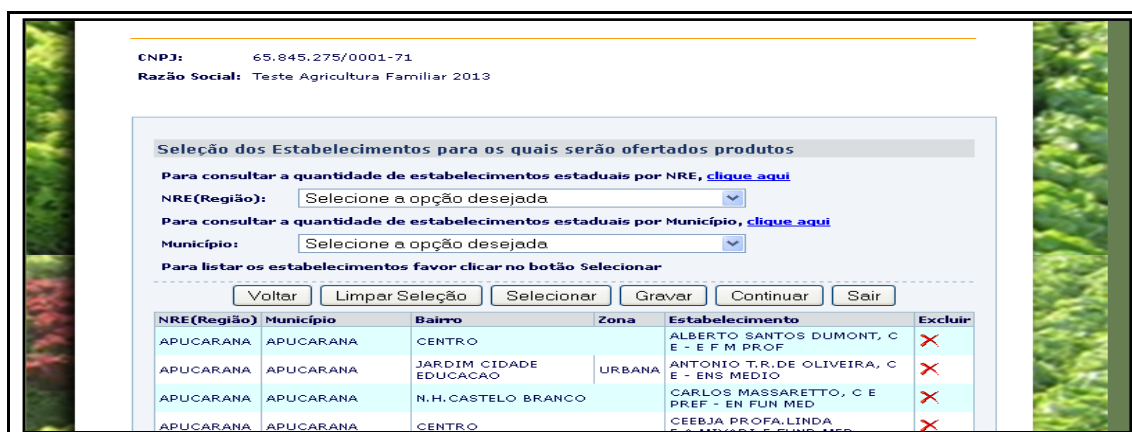 CNPJ: 65.845.275/0001-71
Razão Social: Teste Agricultura Familiar 2013
Seleção dos Estabelecimentos para os quais serão ofertados produtos
Para consultar a quantidade de estabelecimentos estaduais por NRE, clique aqui
NRE(Região): Selecione a opção desejada
Para consultar a quantidade de estabelecimentos estaduais por Município, clique aqui
Município: Selecione a opção desejada
Para listar os estabelecimentos favor clicar no botão Selecionar
Voltar Limpar Seleção Selecionar Gravar Continuar Sair
NRE(Região) Município Bairro Zona Estabelecimento Excluir
APUCARANA APUCARANA CENTRO ALBERTO SANTOS DUMONT, C
E - E F M PROF
APUCARANA APUCARANA JARDIM CIDADE
EDUCACAO URBANA ANTONIO T.R.DE OLIVEIRA, C
E - ENS MEDIO
APUCARANA APUCARANA N.H.CASTELO BRANCO CARLOS MASSARETTO, C E
PREF - EN FUN MED
APUCARANA APUCARANA CENTRO CEEBJA PROFA.LINDA